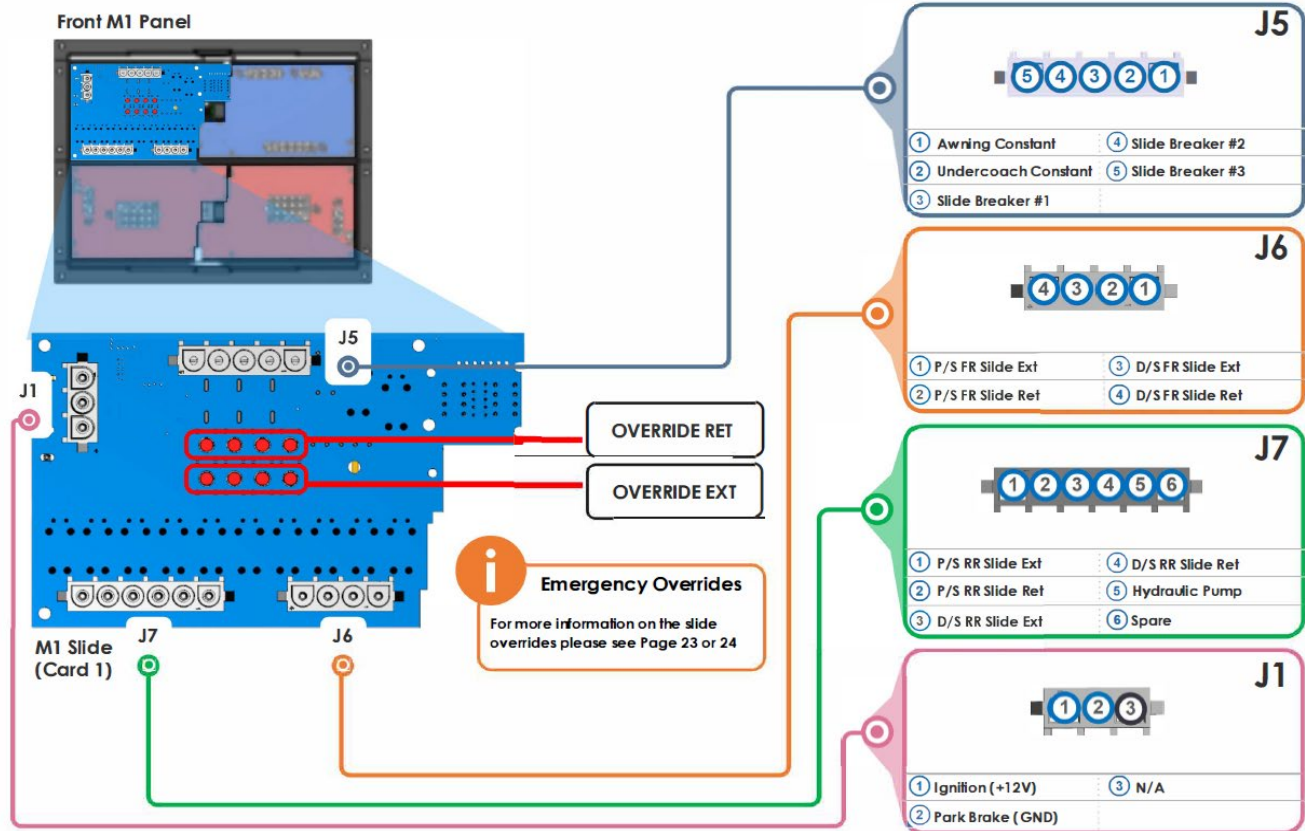 Front M1 Panel
J5
5 4 3 2 1
1 Awning Constant
4 Slide Breaker #2
2 Undercoach Constant
5 Slide Breaker #3
3 Slide Breaker #1
J6
4 3 2 1
1 P/S FR Silde Ext
3 D/S FR Slide Ext
2 P/S FR Slide Ret
4 D/S FR Slide Ret
J7
1 2 3 4 5 6
1 P/S RR Slide Ext
4 D/S RR Slide Ret
2 P/S RR Slide Ret
5 Hydraulic Pump
3 D/S RR Slide Ext
6 Spare
J1
1 2 3
1 Ignition (+12V)
3 N/A
2 Park Brake (GND)
J5
J1
OVERRIDE RET
OVERRIDE EXT
i
Emergency Overrides
For more information on the slide
overrides please see Page 23 or 24
J7
J6
M1 Slide
(Card 1)